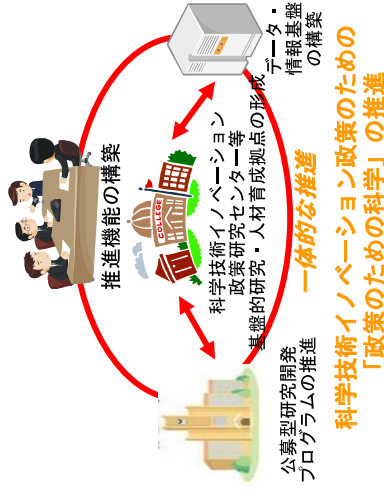 推進機能の構築
COLLEGE
科学技術イノベーション
政策研究センター等
基盤的研究・人材育成拠点の形成
データ・
情報基盤
の構築
公募型研究開発
プログラムの推進
一体的な推進
科学技術イノベーション政策のための
「政策のための科学」の推進